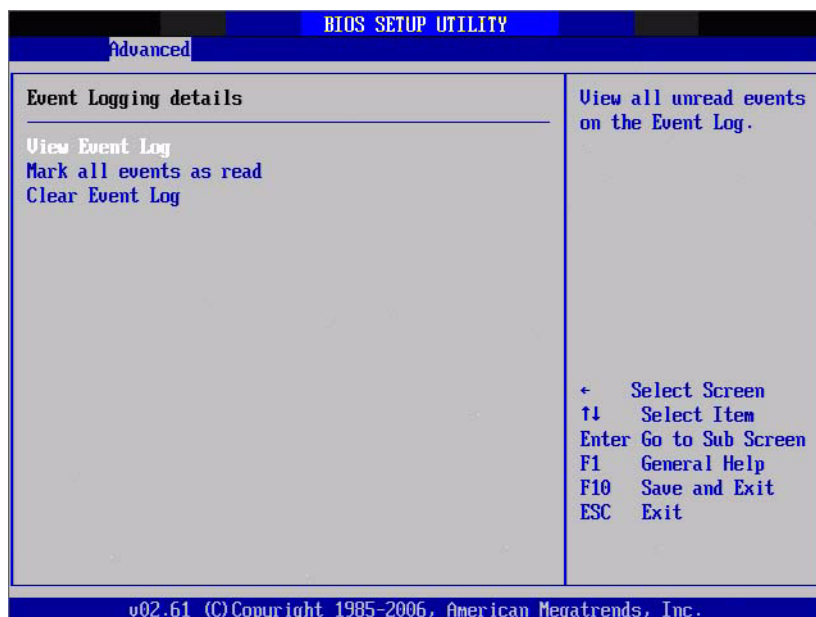 BIOS SETUP UTILITY
Advanced
Event Logging details
View Event Log
Mark all events as read
Clear Event Log
View all unread events
on the Event Log.
← Select Screen
↑↓ Select Item
Enter Go to Sub Screen
F1 General Help
F10 Save and Exit
ESC Exit
v02.61 (C)Copyright 1985-2006, American Megatrends, Inc.